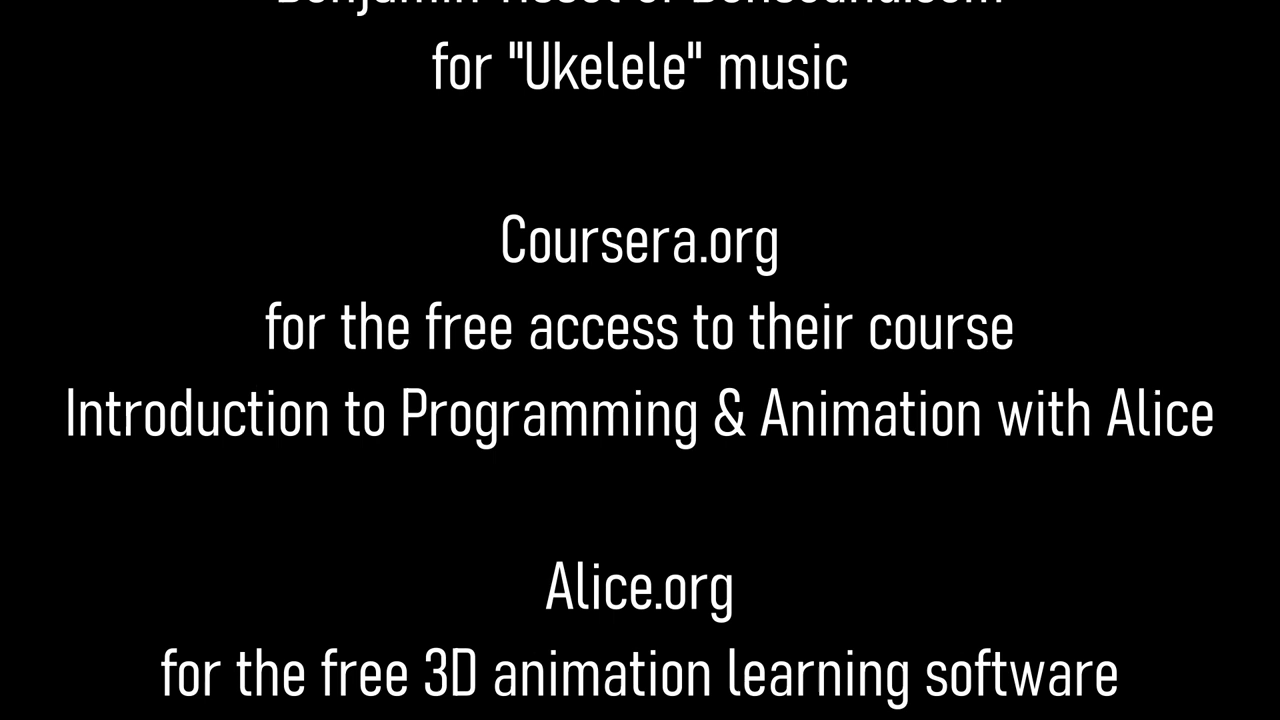 for "Ukelele" music
Coursera.org
for the free access to their course
Introduction to Programming & Animation with Alice
Alice.org
for the free 3D animation learning software